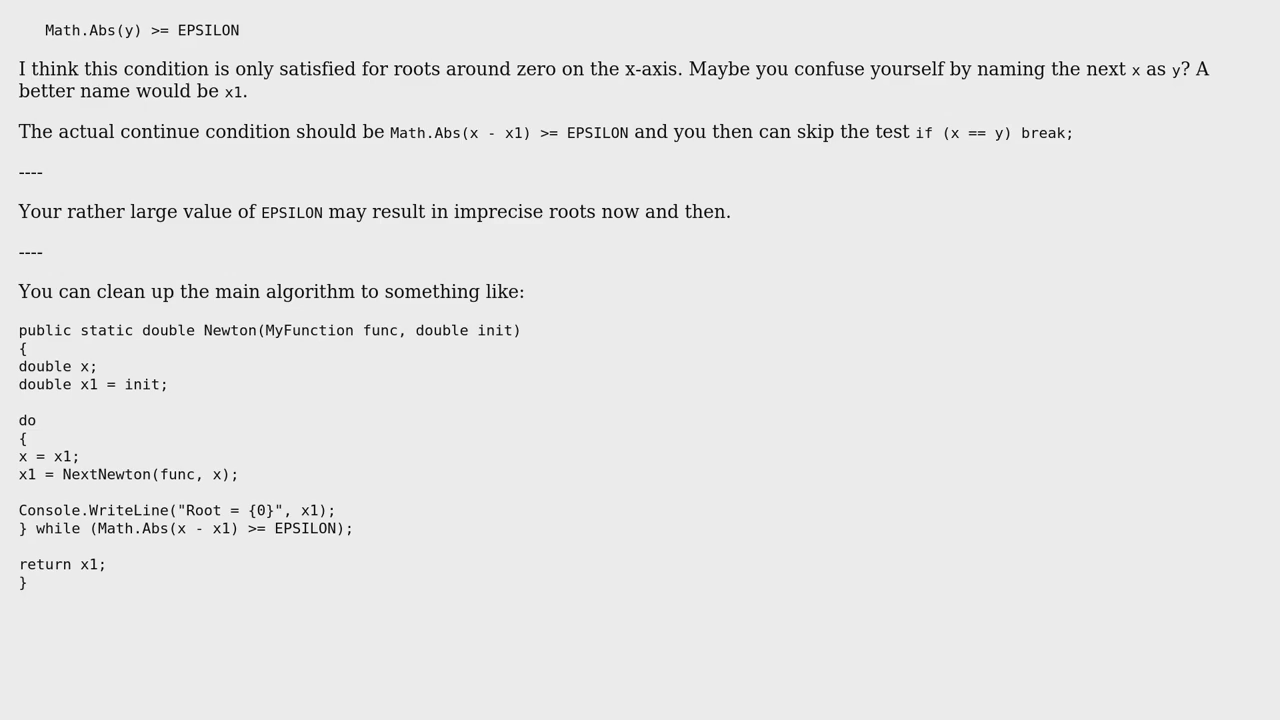 Math.Abs(y) >= EPSILON
I think this condition is only satisfied for roots around zero on the x-axis. Maybe you confuse yourself by naming the next x as y? A
better name would be x1.
The actual continue condition should be Math.Abs(x - x1) >= EPSILON and you then can skip the test if (x == y) break;
----
Your rather large value of EPSILON may result in imprecise roots now and then.
----
You can clean up the main algorithm to something like:
public static double Newton(MyFunction func, double init)
{
double x;
double x1 = init;
do
{
x = x1;
x1 = NextNewton(func, x);
Console.WriteLine("Root = {0}", x1);
} while (Math.Abs(x - x1) >= EPSILON);
return x1;
}